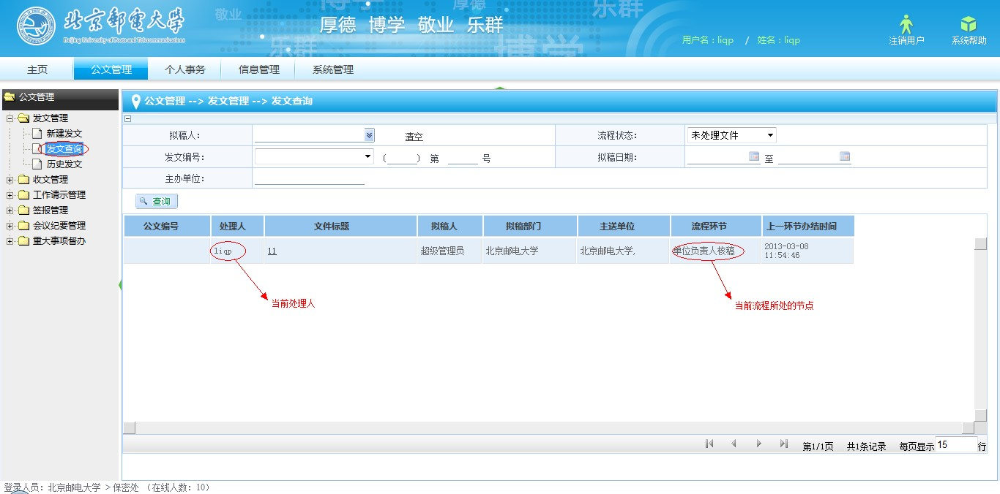 北京邮电大学
Beijing University of Posts and Telecommunications
敬业
厚德
乐群
厚德 博学 敬业 乐群
乐群
博学
用户名：liqp / 姓名：liqp
注销用户 系统帮助
主页 公文管理 个人事务 信息管理 系统管理
公文管理
发文管理
新建发文
发文查询
历史发文
收文管理
工作请示管理
签报管理
会议纪要管理
重大事项督办
公文管理 --> 发文管理 --> 发文查询
拟稿人： 清空 流程状态： 未处理文件
发文编号： （ ） 第 号 拟稿日期： 至
主办单位：
查询
公文编号 处理人 文件标题 拟稿人 拟稿部门 主送单位 流程环节 上一环节办结时间
liqp 11 超级管理员 北京邮电大学 北京邮电大学, 单位负责人核稿 2013-03-08
11:54:46
当前处理人 当前流程所处的节点
第1/1页 共1条记录 每页显示 15 行
登录人员：北京邮电大学 > 保密处 （在线人数：10）